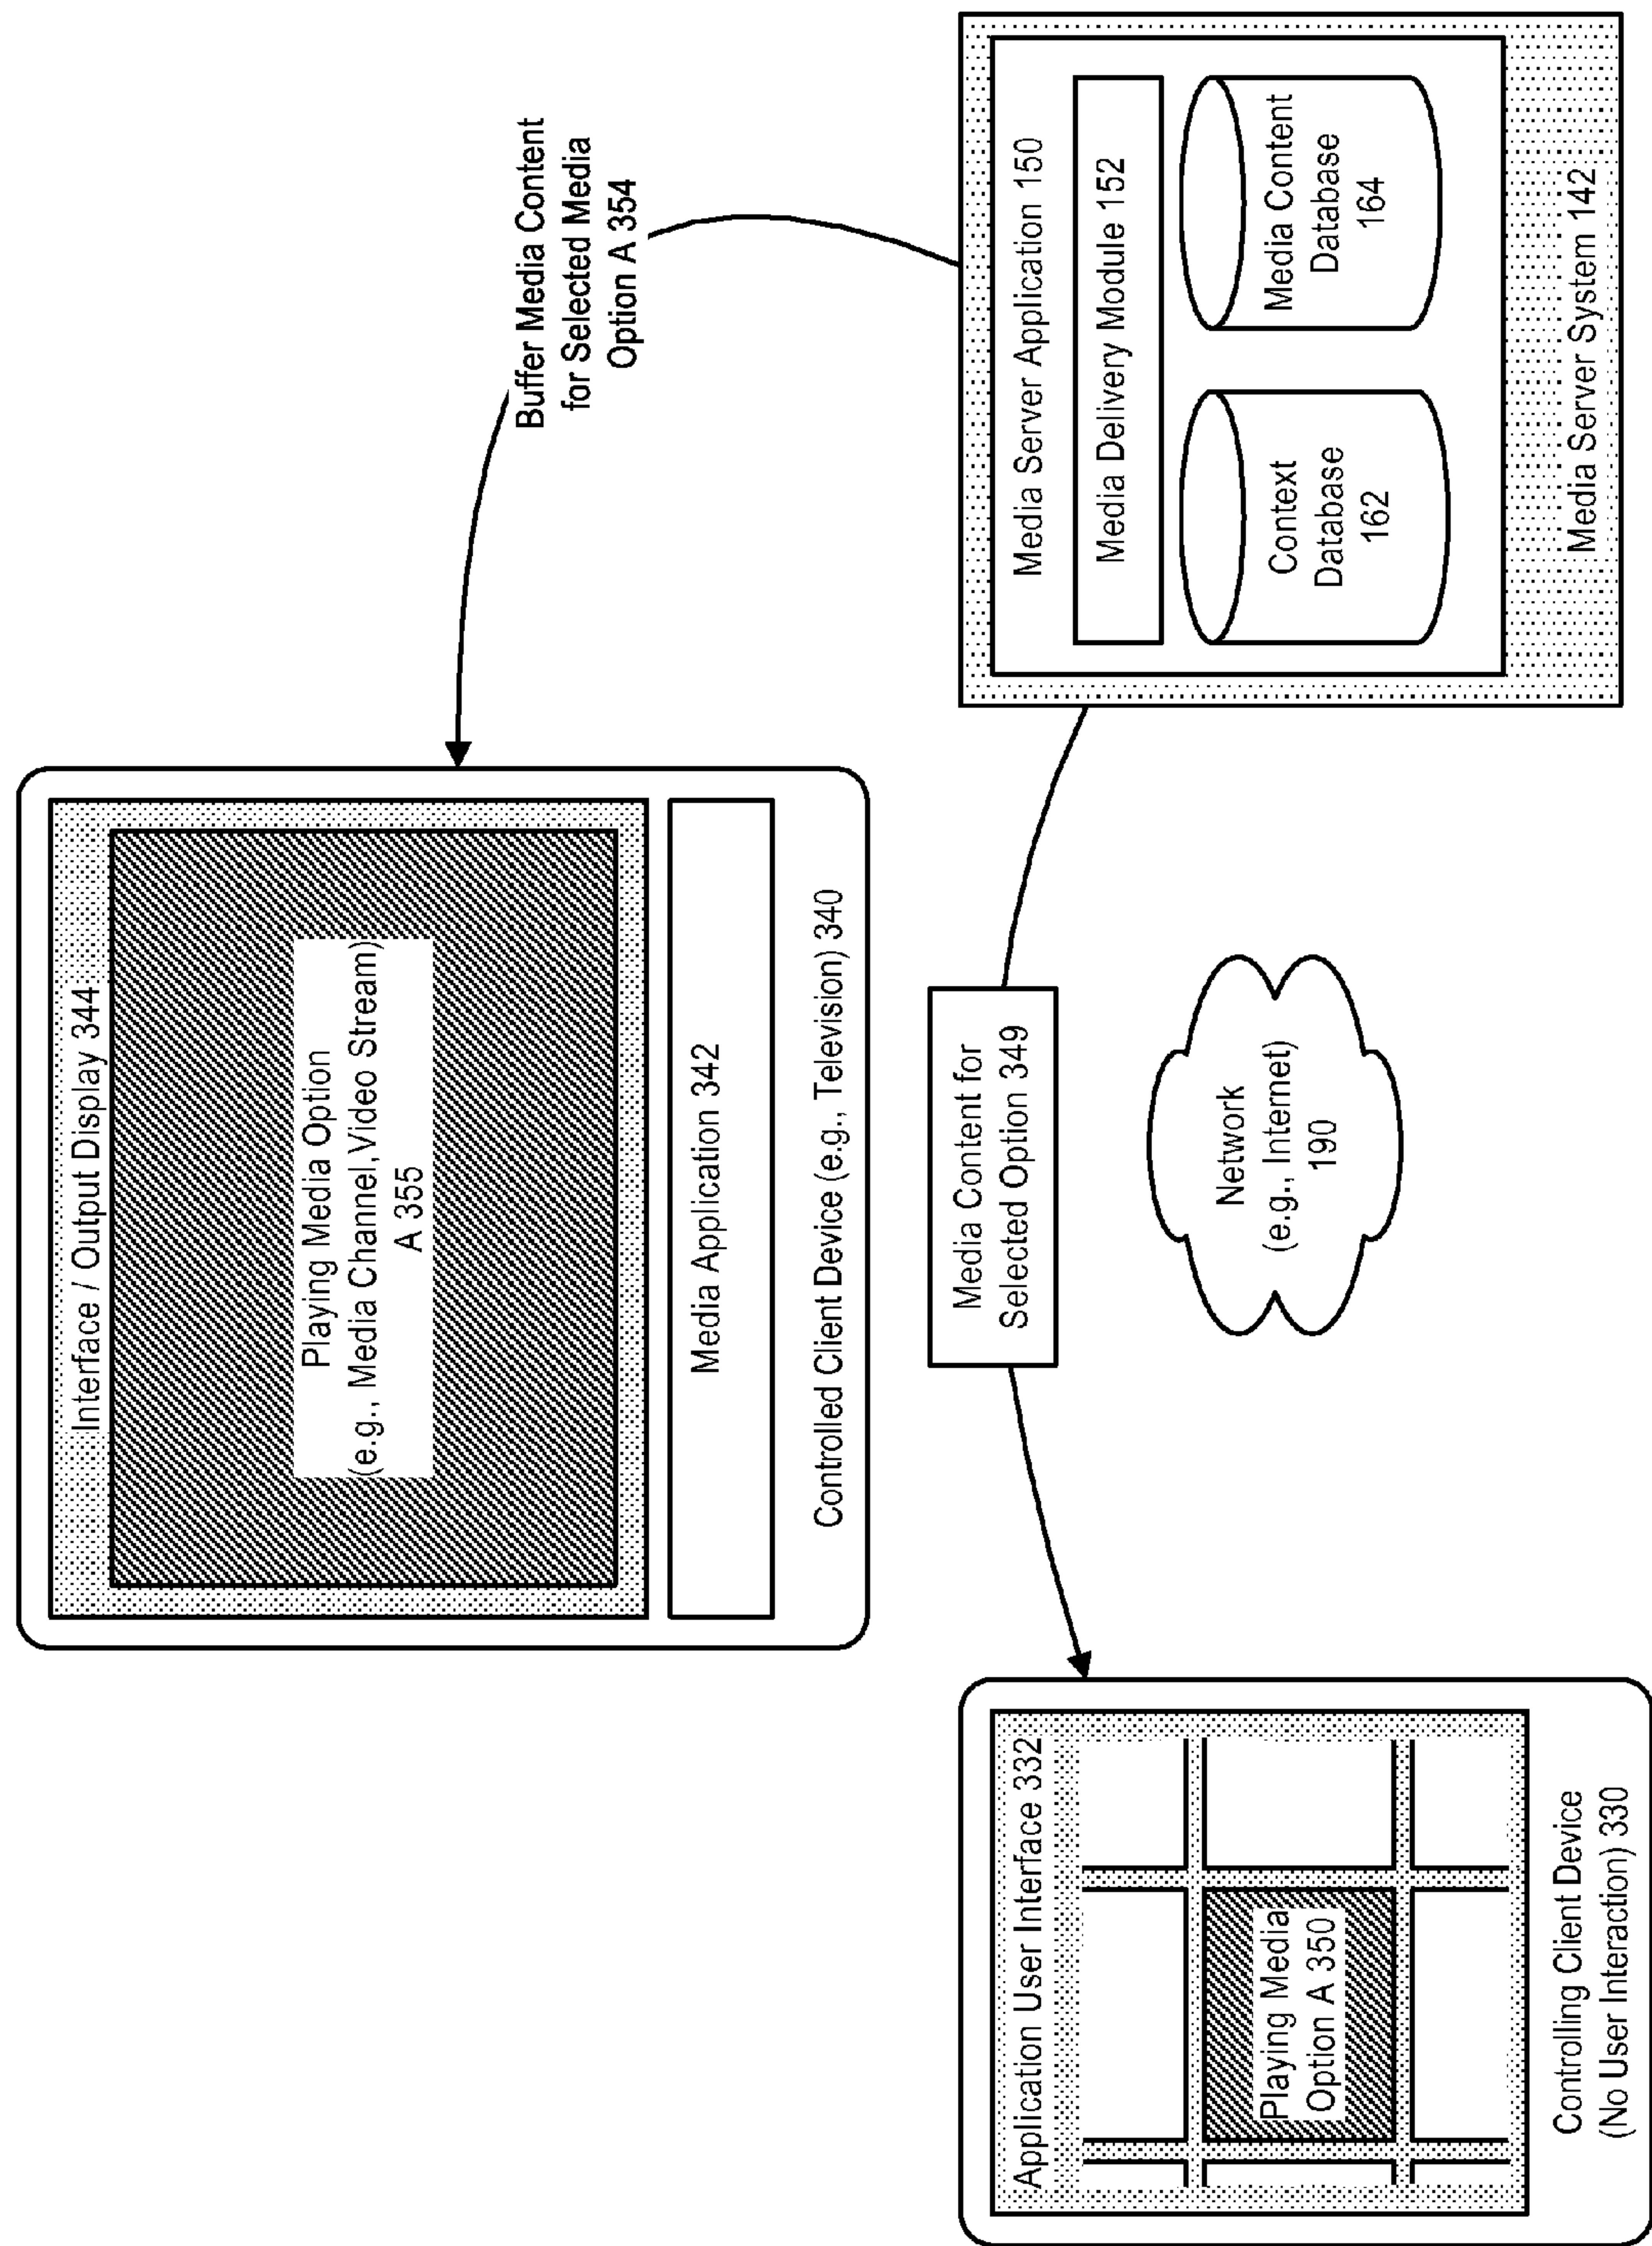 Interface / Output Display 344
Playing Media Option
(e.g., Media Channel,Video Stream)
A 355
Media Application 342
Controlled Client Device (e.g., Television) 340
Buffer Media Content
for Selected Media
Option A 354
Application User Interface 332
Playing Media
Option A 350
Controlling Client Device
(No User Interaction) 330
Media Content for
Selected Option 349
Network
(e.g., Internet)
190
Media Server Application 150
Media Delivery Module 152
Context
Database
162
Media Content
Database
164
Media Server System 142